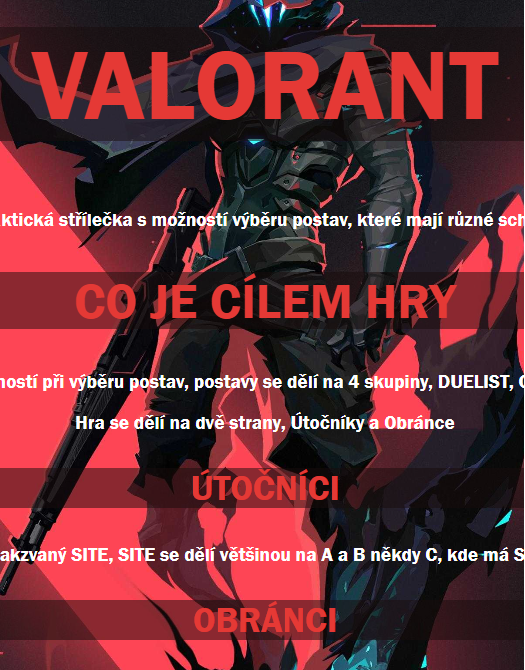 VALORANT
ktická střílečka s možností výběru postav, které mají různé sch
CO JE CÍLEM HRY
ností při výběru postav, postavy se dělí na 4 skupiny, DUELIST,
Hra se dělí na dvě strany, Útočníky a Obránce
ÚTOČNÍCI
akzvaný SITE, SITE se dělí většinou na A a B někdy C, kde má S
OBRÁNCI